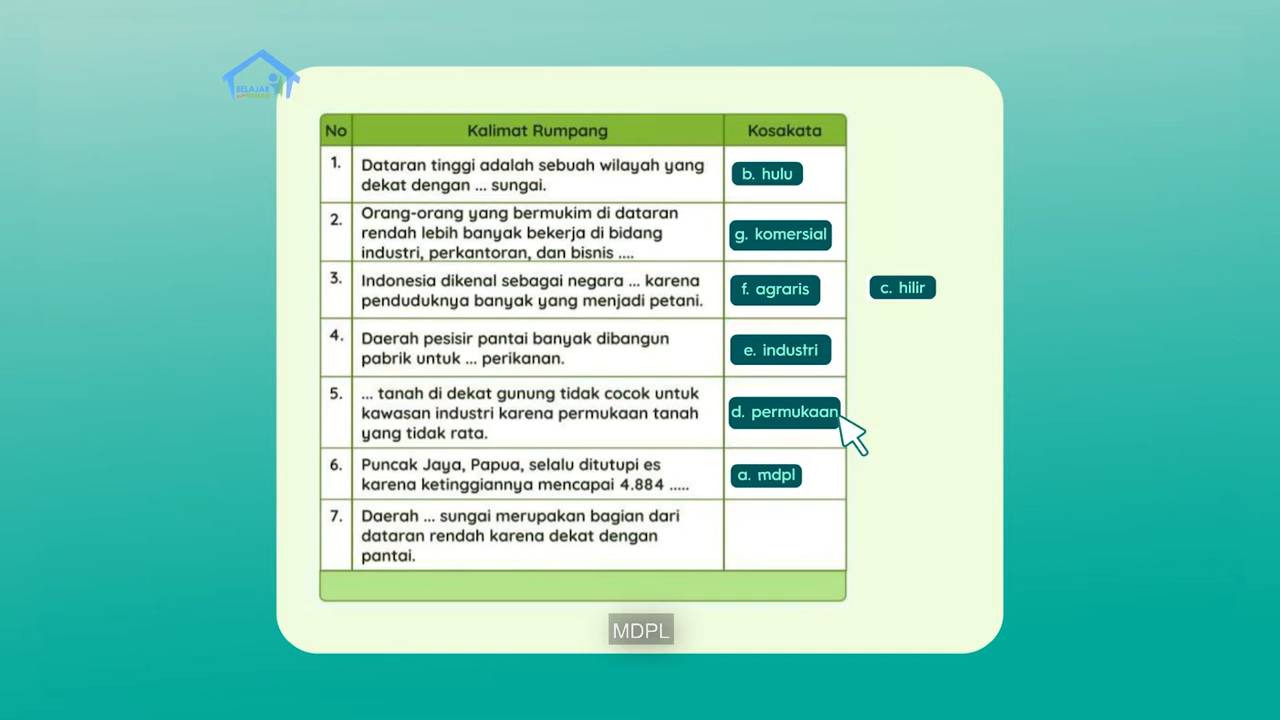 BELAJAR
No Kalimat Rumpang Kosakata
1. Dataran tinggi adalah sebuah wilayah yang
dekat dengan ... sungai.
b. hulu
2. Orang-orang yang bermukim di dataran
rendah lebih banyak bekerja di bidang
industri, perkantoran, dan bisnis ....
g. komersial
3. Indonesia dikenal sebagai negara ... karena
penduduknya banyak yang menjadi petani.
f. agraris
c. hilir
4. Daerah pesisir pantai banyak dibangun
pabrik untuk ... perikanan.
e. industri
5. ... tanah di dekat gunung tidak cocok untuk
kawasan industri karena permukaan tanah
yang tidak rata.
d. permukaan
6. Puncak Jaya, Papua, selalu ditutupi es
karena ketinggiannya mencapai 4.884 .....
a. mdpl
7. Daerah ... sungai merupakan bagian dari
dataran rendah karena dekat dengan
pantai.
MDPL